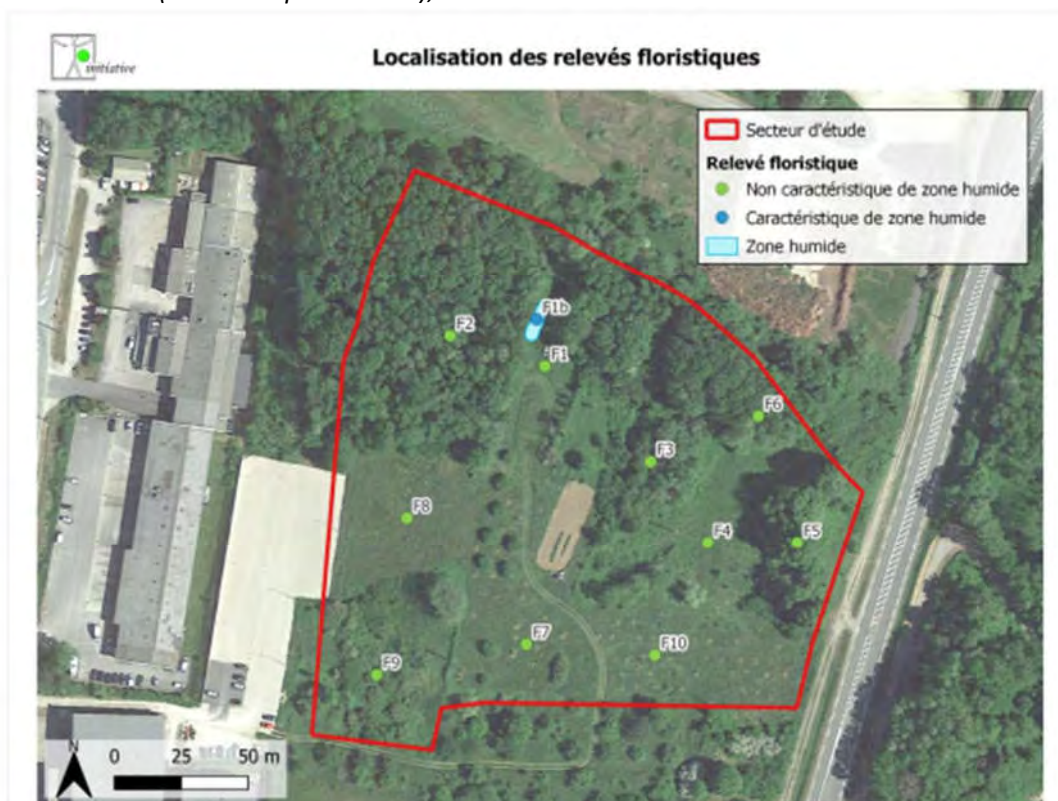 initiative
Localisation des relevés floristiques
Secteur d'étude
Relevé floristique
Non caractéristique de zone humide
Caractéristique de zone humide
Zone humide
F1b
F2
F1
F6
F3
F8
F4
F5
F7
F10
F9
N
0 25 50 m